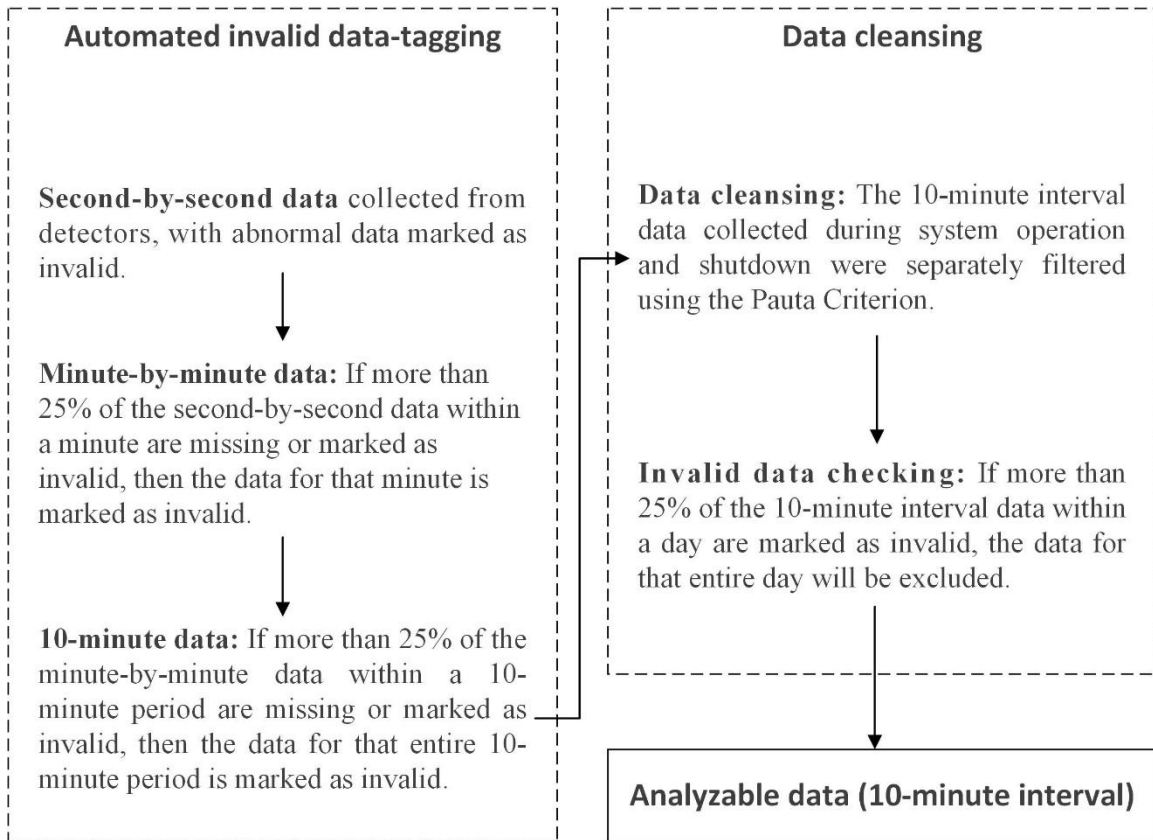 Automated invalid data-tagging
Second-by-second data collected from
detectors, with abnormal data marked as
invalid.
Minute-by-minute data: If more than
25% of the second-by-second data within
a minute are missing or marked as
invalid, then the data for that minute is
marked as invalid.
10-minute data: If more than 25% of the
minute-by-minute data within a 10-
minute period are missing or marked as
invalid, then the data for that entire 10-
minute period is marked as invalid.
Data cleansing
Data cleansing: The 10-minute interval
data collected during system operation
and shutdown were separately filtered
using the Pauta Criterion.
Invalid data checking: If more than
25% of the 10-minute interval data within
a day are marked as invalid, the data for
that entire day will be excluded.
Analyzable data (10-minute interval)